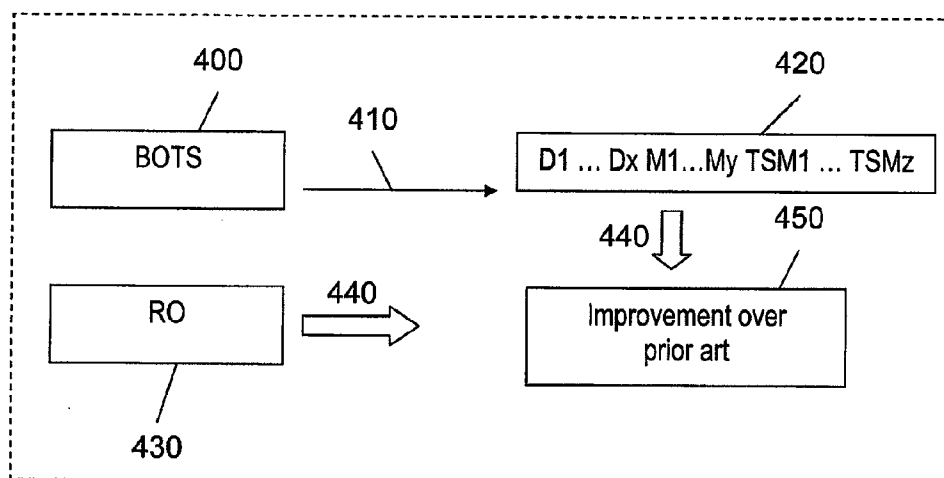 400
420
410
BOTS
D1 ... Dx M1...My TSM1 ... TSMz
440
450
440
RO
Improvement over
prior art
430